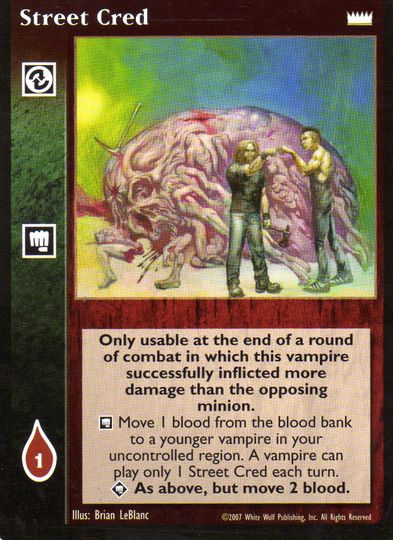 Street Cred
Only usable at the end of a round
of combat in which this vampire
successfully inflicted more
damage than the opposing
minion.
Move 1 blood from the blood bank
to a younger vampire in your
uncontrolled region. A vampire can
play only 1 Street Cred each turn.
As above, but move 2 blood.
1
Illus: Brian LeBlanc
©2007 White Wolf Publishing, Inc. All Rights Reserved